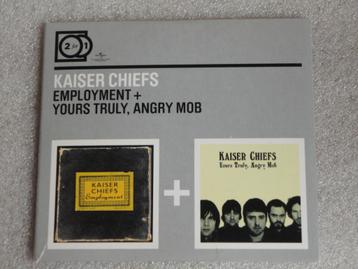 2 for 1
KAISER CHIEFS
EMPLOYMENT +
YOURS TRULY, ANGRY MOB
KAISER
CHIEFS
Employment
+
KAISER CHIEFS
Yours Truly, Angry Mob